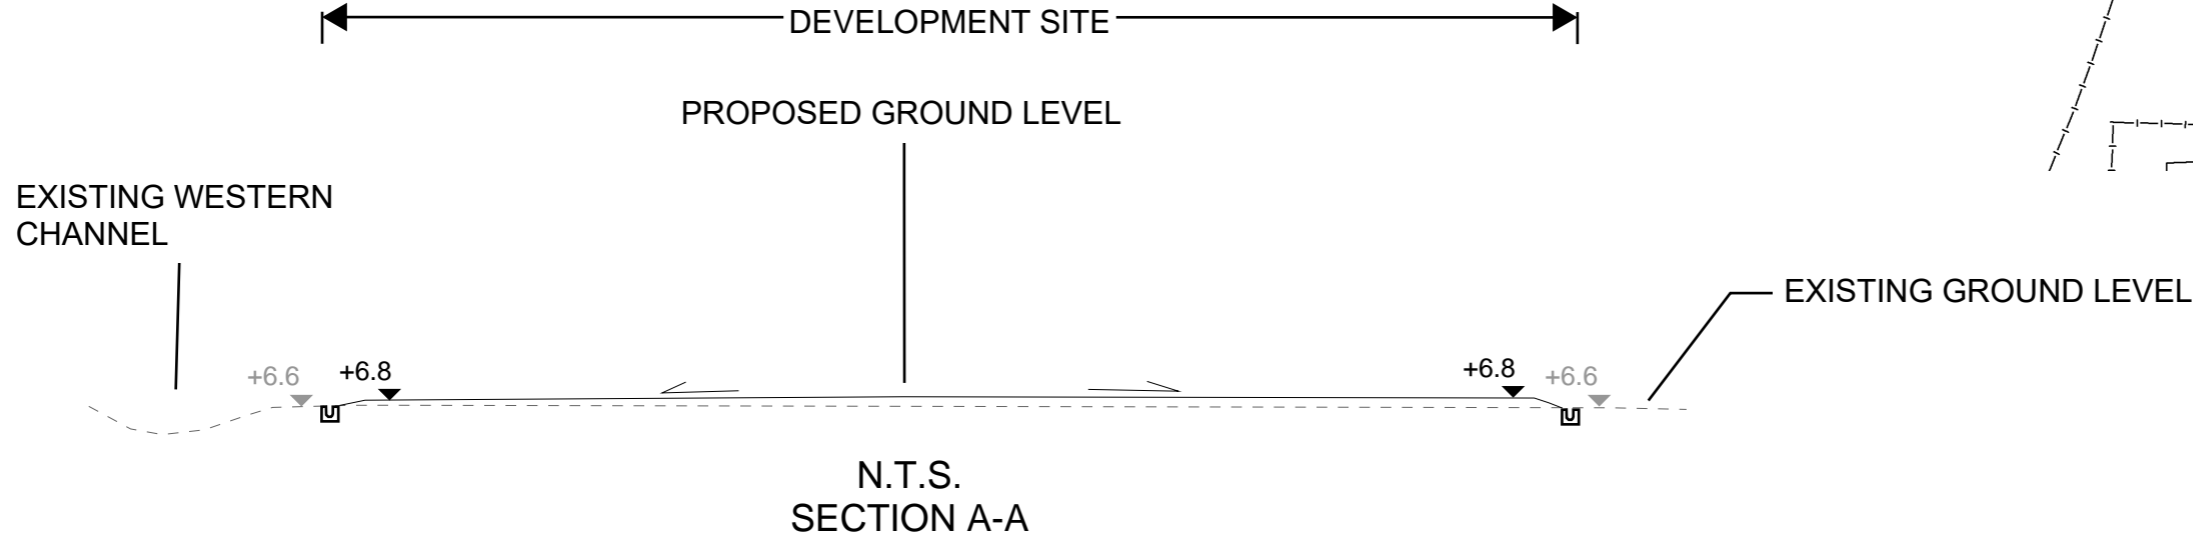 DEVELOPMENT SITE
PROPOSED GROUND LEVEL
EXISTING WESTERN
CHANNEL
EXISTING GROUND LEVEL
+6.6
+6.8
+6.8
+6.6
N.T.S.
SECTION A-A